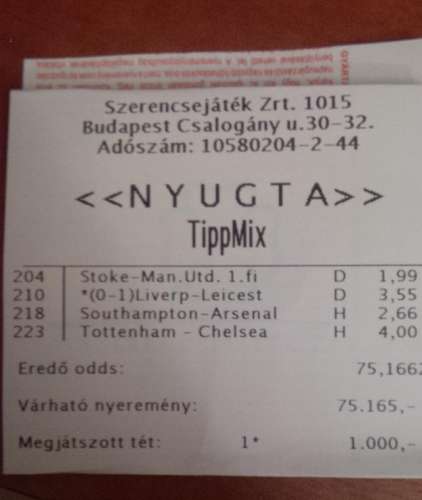 Szerencsejáték Zrt. 1015
Budapest Csalogány u.30-32.
Adószám: 10580204-2-44
<<NYUGTA>>
TippMix
204 Stoke-Man.Utd. 1.fi D 1,99
210 *(0-1)Liverp-Leicest D 3,55
218 Southampton-Arsenal H 2,66
223 Tottenham - Chelsea H 4,00
Eredő odds: 75,1662
Várható nyeremény: 75.165,-
Megjátszott tét: 1* 1.000,-